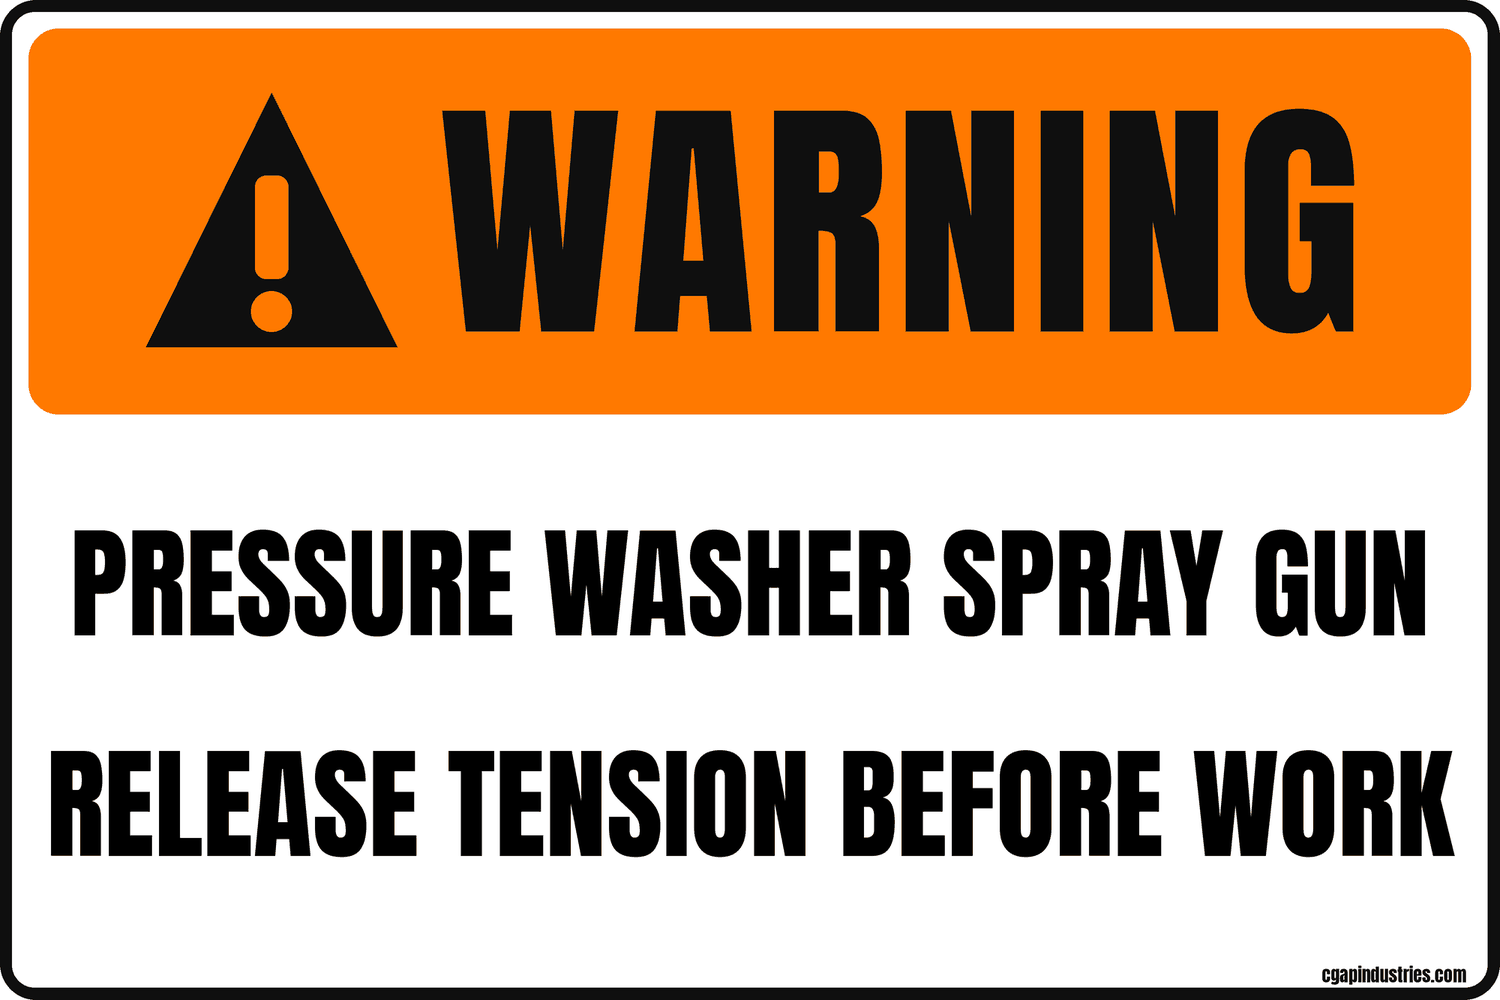 WARNING
PRESSURE WASHER SPRAY GUN
RELEASE TENSION BEFORE WORK
cgapindustries.com